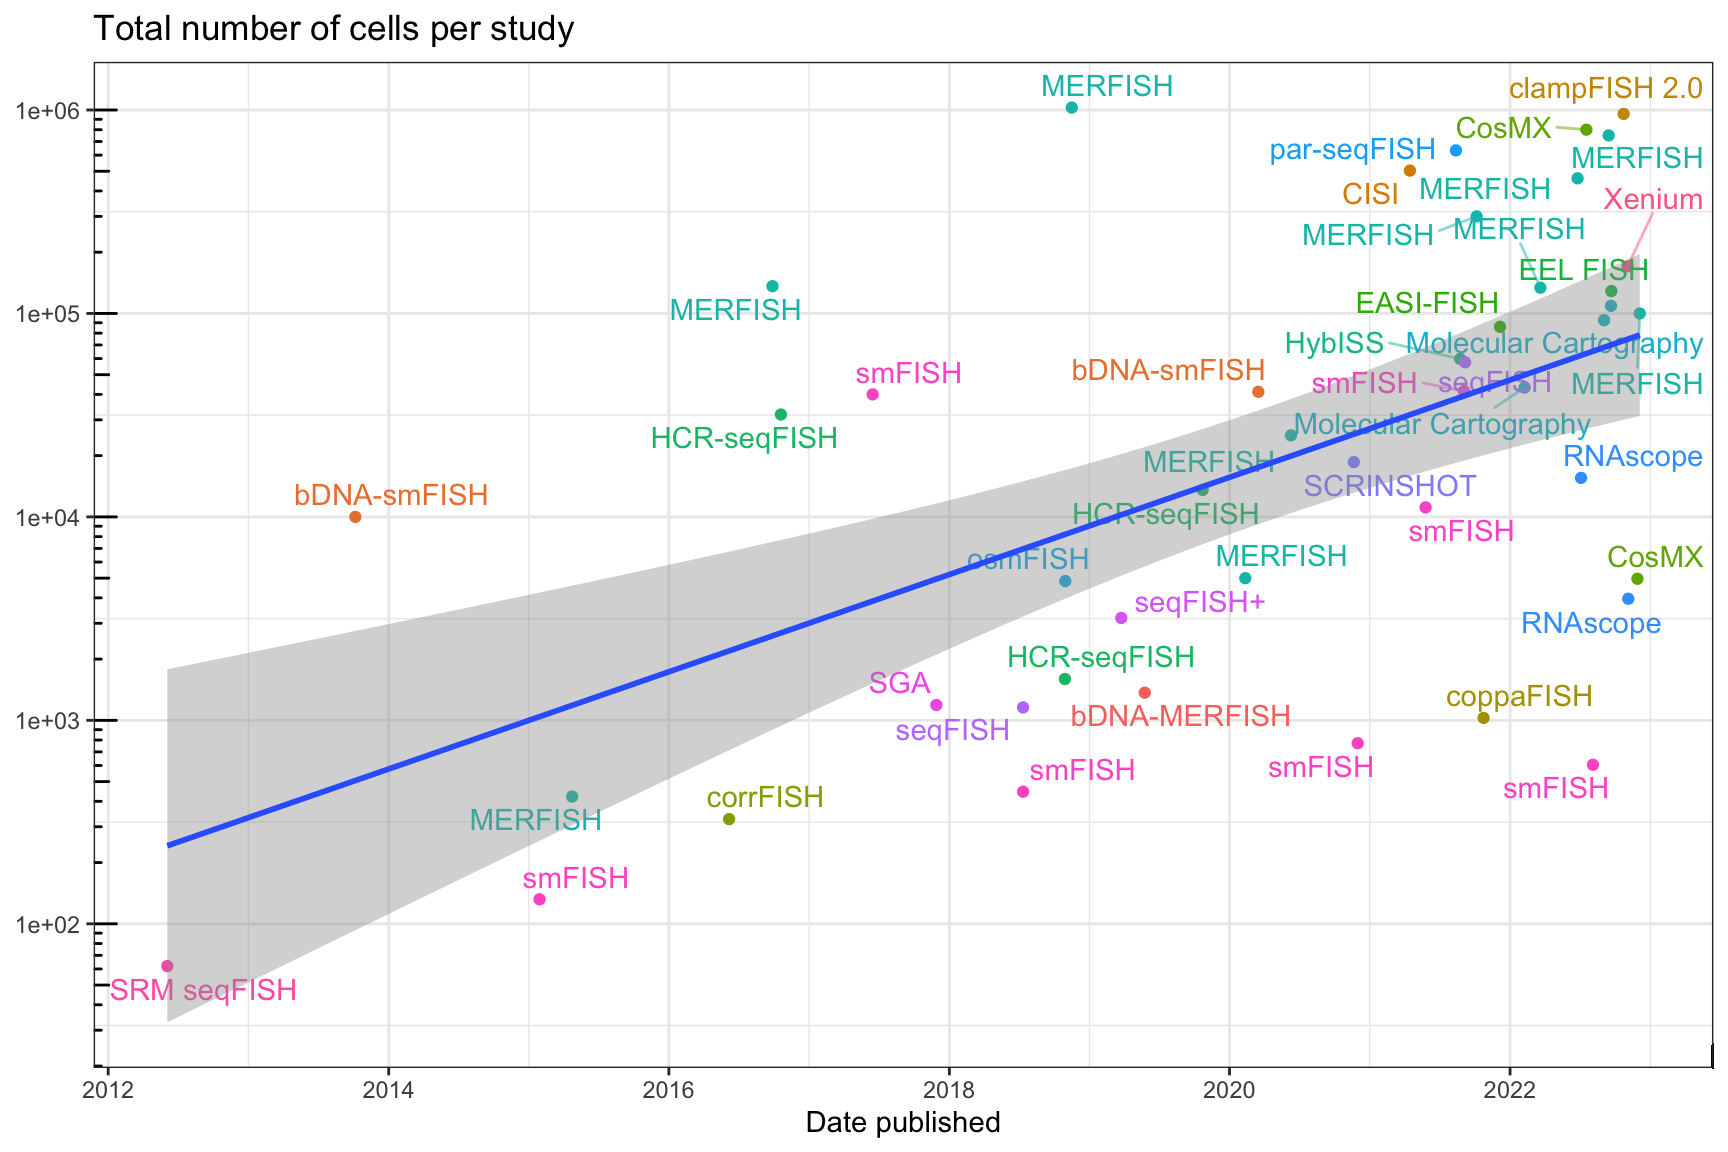 Total number of cells per study
MERFISH
clampFISH 2.0
1e+06
CosMX
par-seqFISH
MERFISH
CISI
MERFISH
Xenium
MERFISH
MERFISH
EEL FISH
MERFISH
EASI-FISH
1e+05
HybISS
Molecular Cartography
smFISH
bDNA-smFISH
smFISH
seqFISH
MERFISH
HCR-seqFISH
Molecular Cartography
MERFISH
RNAscope
bDNA-smFISH
SCRINSHOT
1e+04
HCR-seqFISH
smFISH
osmFISH
MERFISH
CosMX
seqFISH+
RNAscope
HCR-seqFISH
SGA
coppaFISH
1e+03
seqFISH
bDNA-MERFISH
smFISH
smFISH
smFISH
corrFISH
MERFISH
smFISH
1e+02
SRM seqFISH
2012
2014
2016
2018
2020
2022
Date published